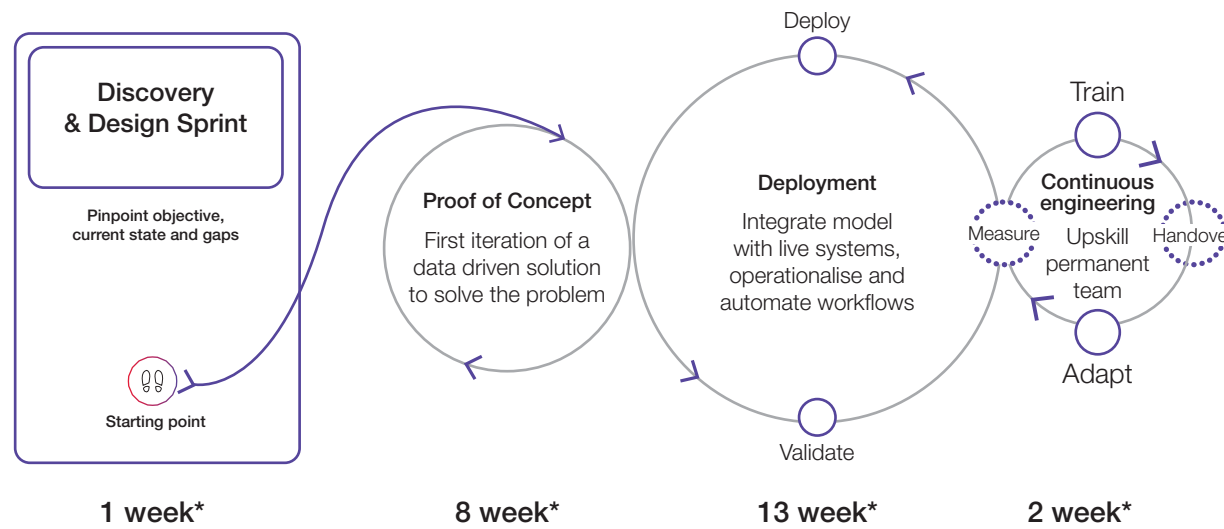 Discovery
& Design Sprint
Pinpoint objective,
current state and gaps
Starting point
1 week*
Proof of Concept
First iteration of a
data driven solution
to solve the problem
8 week*
Deploy
Deployment
Integrate model
with live systems,
operationalise and
automate workflows
Validate
13 week*
Measure
Train
Continuous
engineering
Upskill
permanent
team
Handover
Adapt
2 week*